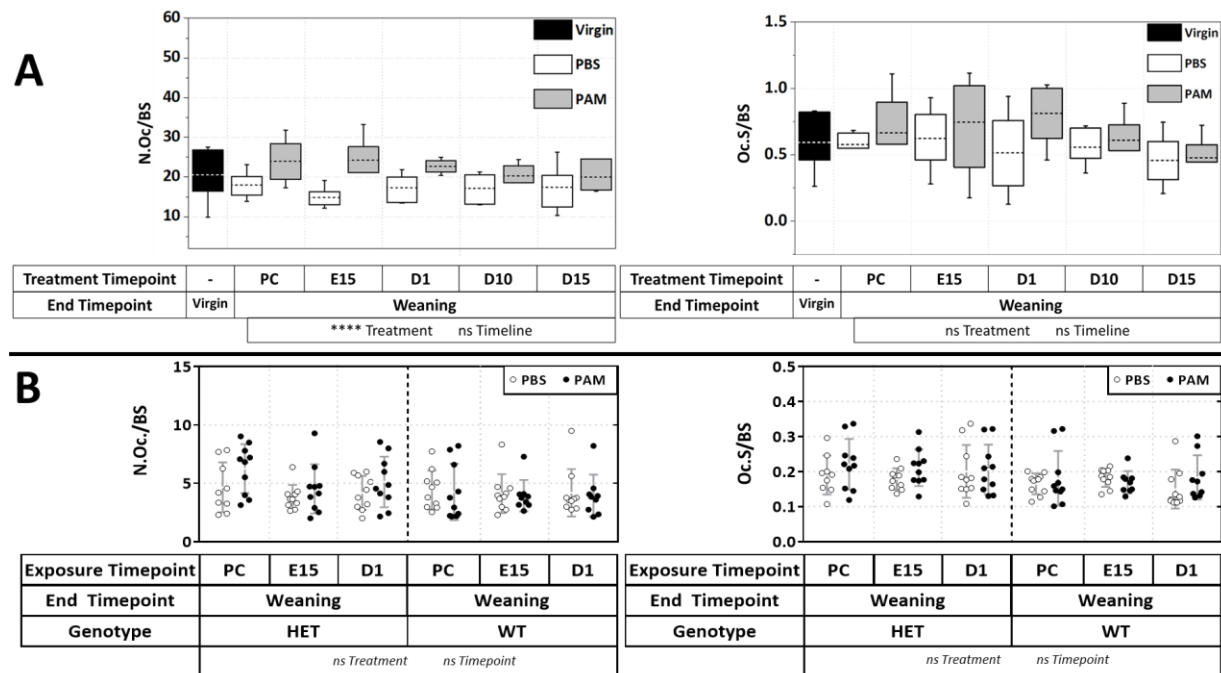 A
60
50
40
30
20
10
N.Oc/BS
Virgin
PBS
PAM
Treatment Timepoint - PC E15 D1 D10 D15
End Timepoint Virgin Weaning
**** Treatment ns Timeline
1.5
1.0
0.5
0.0
Oc.S/BS
Virgin
PBS
PAM
Treatment Timepoint - PC E15 D1 D10 D15
End Timepoint Virgin Weaning
ns Treatment ns Timeline
B
15
10
5
0
N.Oc./BS
PBS PAM
Exposure Timepoint PC E15 D1 PC E15 D1
End Timepoint Weaning Weaning
Genotype HET WT
ns Treatment ns Timepoint
0.5
0.4
0.3
0.2
0.1
0.0
Oc.S/BS
PBS PAM
Exposure Timepoint PC E15 D1 PC E15 D1
End Timepoint Weaning Weaning
Genotype HET WT
ns Treatment ns Timepoint